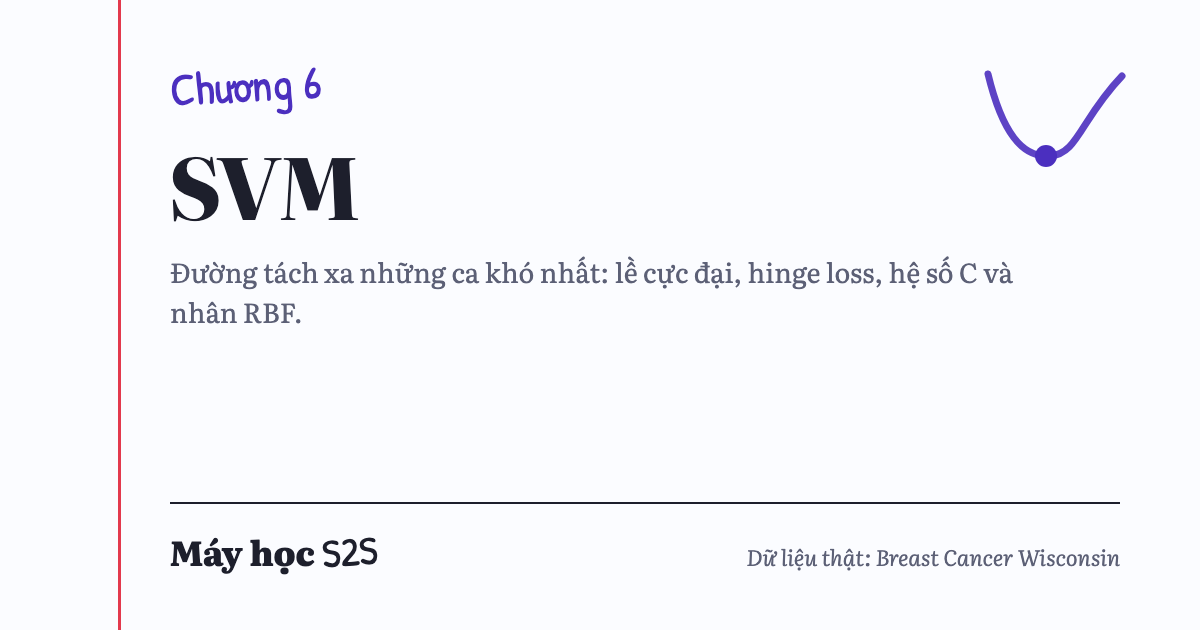 Chương 6
SVM
Đường tách xa những ca khó nhất: lề cực đại, hinge loss, hệ số C và
nhân RBF.
Máy học S2S
Dữ liệu thật: Breast Cancer Wisconsin